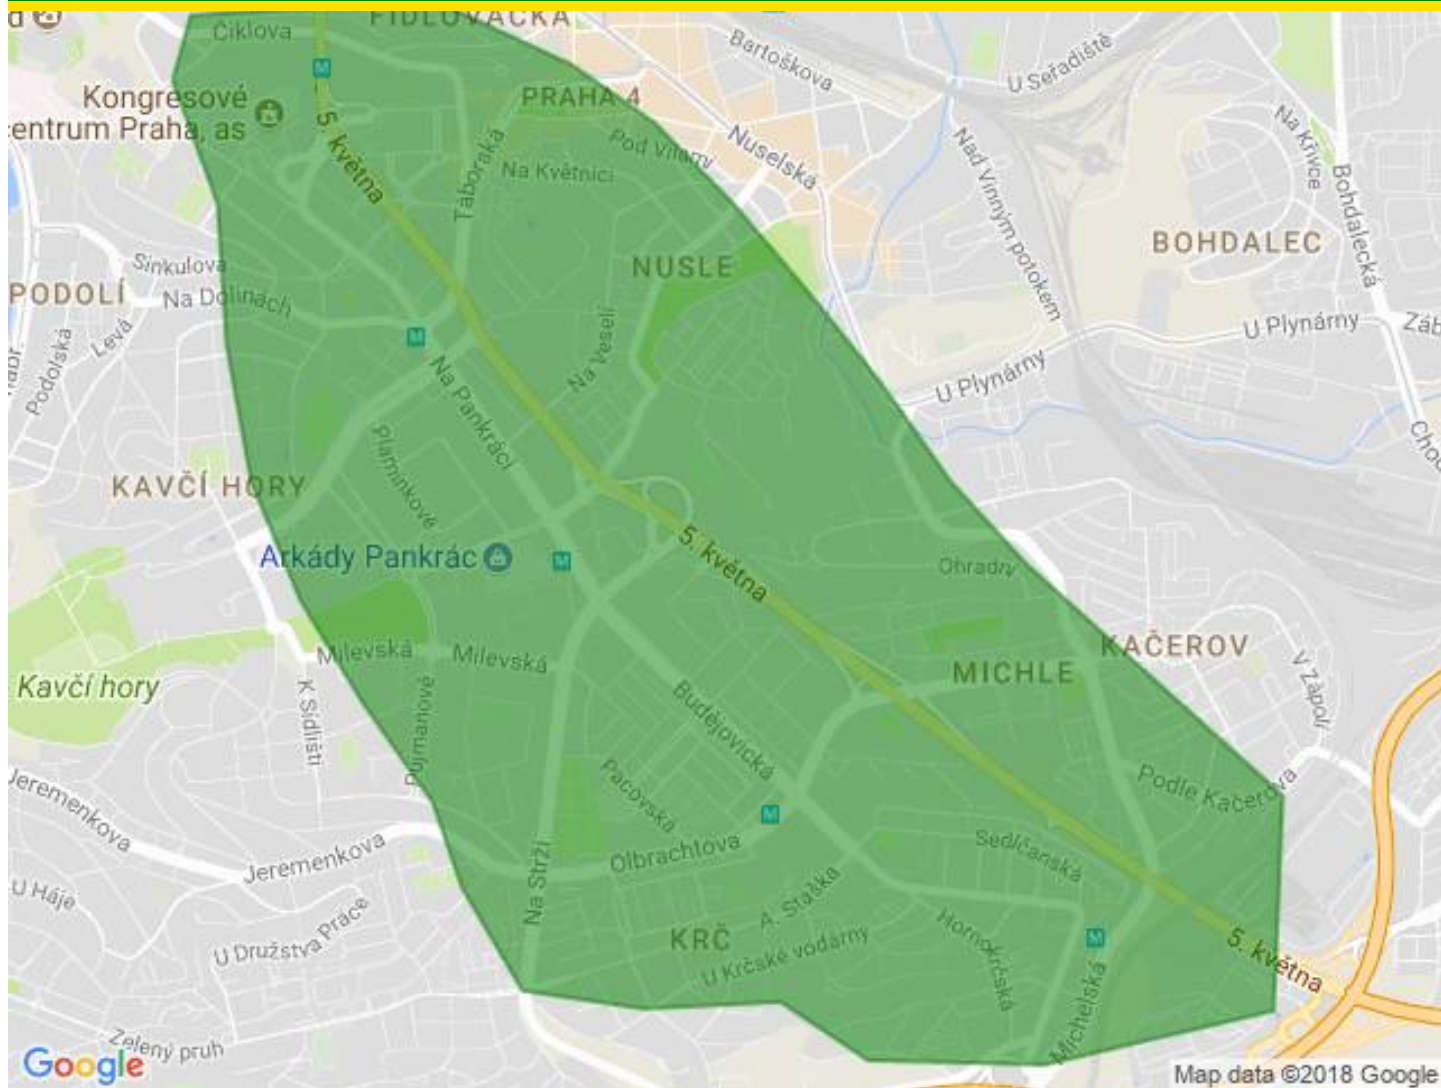 FIDLOVAČKA
Čiklova
Bartoškova
U Seřadiště
Kongresové
centrum Praha, as
PRAHA 4
5. května
Táborská
Pod Vilami
Nuselská
Na Květnici
Nad Vinným potokem
Na Křivce
Bohdalecká
BOHDALEC
Sinkulova
NUSLE
PODOLÍ
Na Dolinách
Levá
Podolská
Na Veselí
U Plynárny
U Plynárny
Záb
Na Pankráci
Plamínkové
Chod
KAVČÍ HORY
Arkády Pankrác
5. května
Ohradní
KAČEROV
Milevská
Milevská
MICHLE
V Zápolí
Kavčí hory
K Sídlišti
Pujmanové
Budějovická
Pacovská
Podle Kačerova
Jeremenkova
Jeremenkova
Olbrachtova
Sedlčanská
Na Strži
A. Staška
U Háje
U Družstva Práce
KRČ
U Krčské vodárny
Hornokrčská
5. května
Michelská
Zelený pruh
Google
Map data ©2018 Google